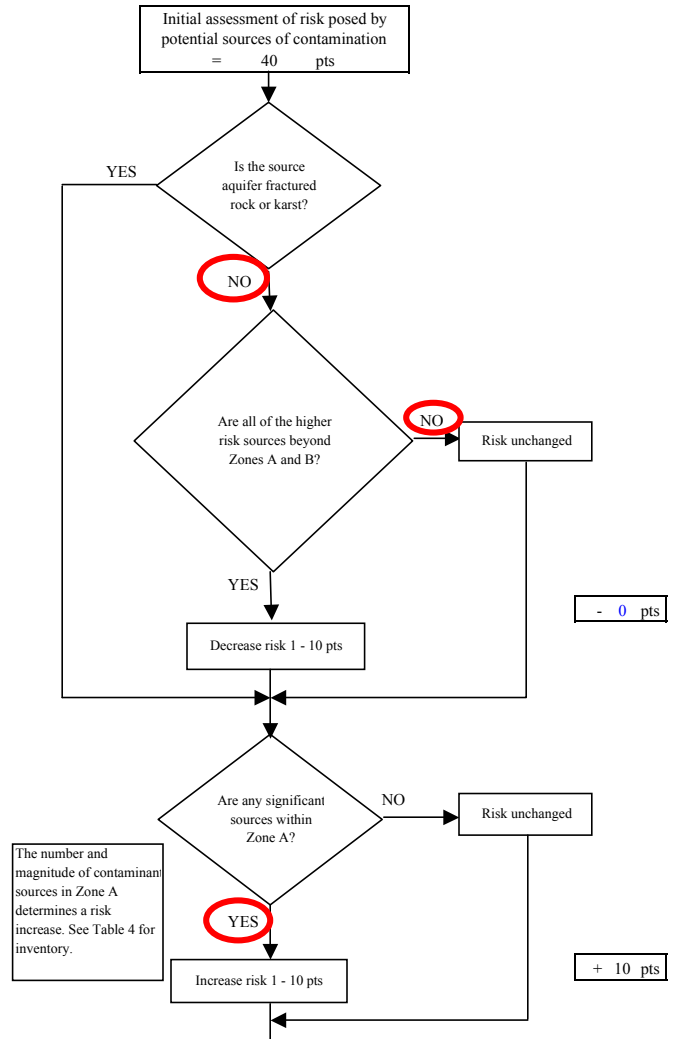 Initial assessment of risk posed by
potential sources of contamination
= 40 pts
YES
Is the source
aquifer fractured
rock or karst?
NO
Are all of the higher
risk sources beyond
Zones A and B?
NO
Risk unchanged
YES
- 0 pts
Decrease risk 1 - 10 pts
Are any significant
sources within
Zone A?
NO
Risk unchanged
The number and
magnitude of contaminant
sources in Zone A
determines a risk
increase. See Table 4 for
inventory.
YES
+ 10 pts
Increase risk 1 - 10 pts